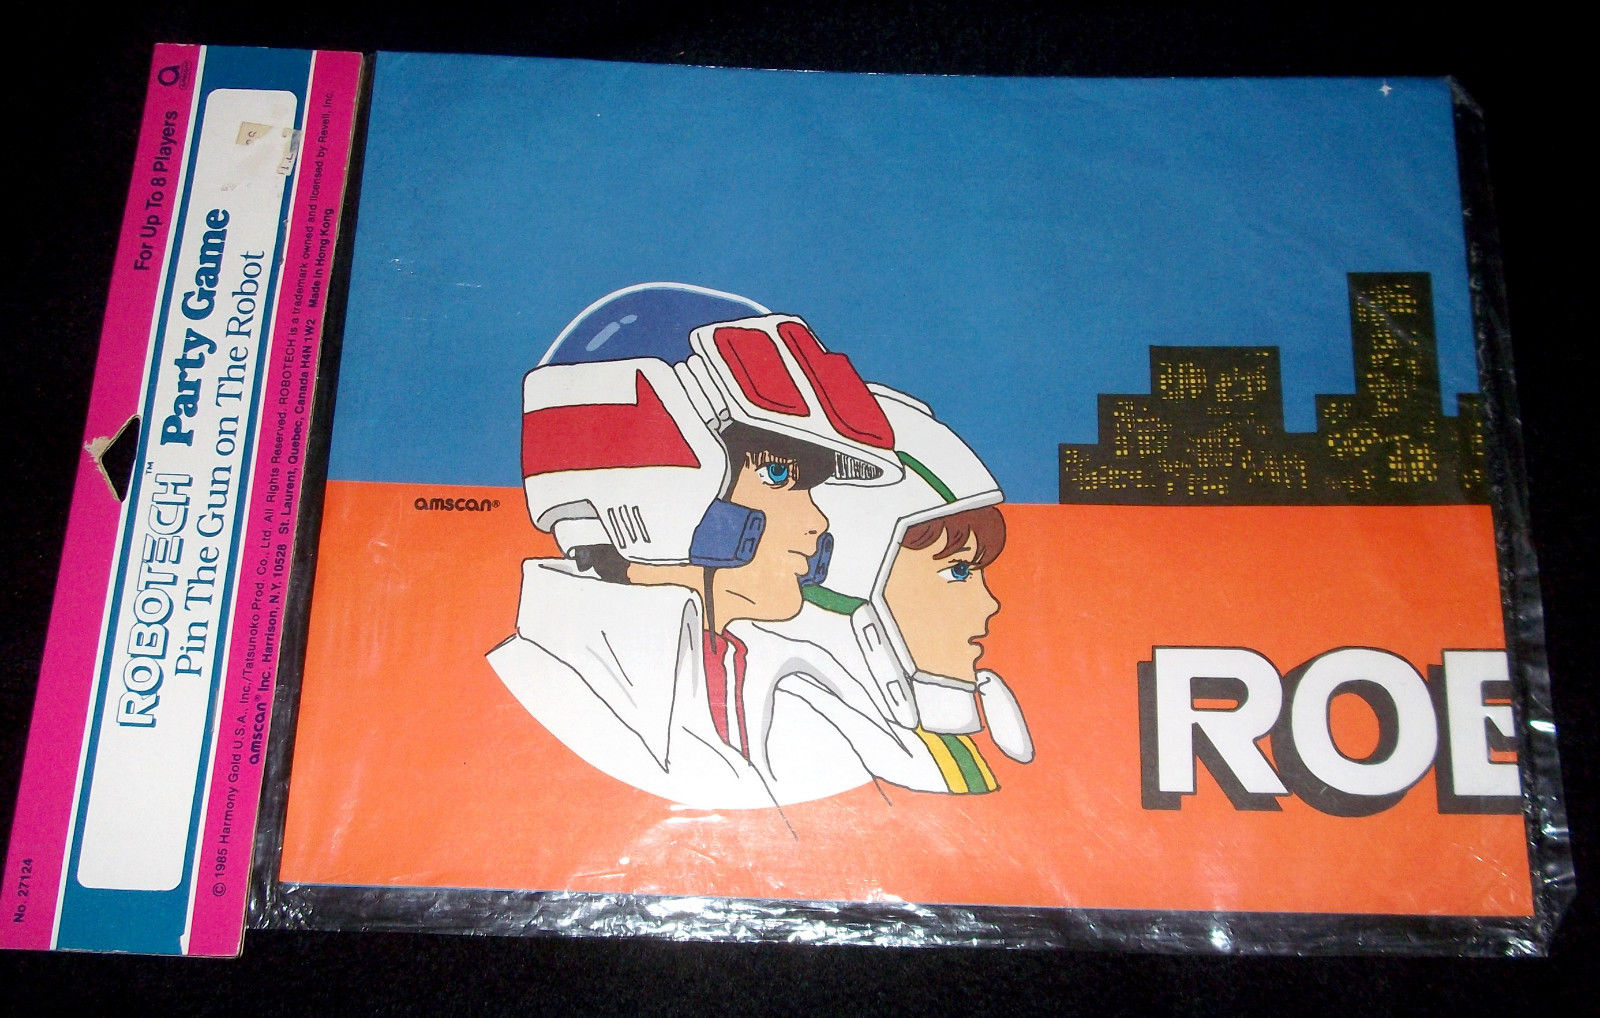 For Up To 8 Players
ROBOTECH™ Party Game
Pin The Gun on The Robot
© 1985 Harmony Gold U.S.A., Inc./Tatsunoko Prod. Co., Ltd. All Rights Reserved. ROBOTECH is a trademark owned and licensed by Revell, Inc.
amscan® Inc. Harrison, N.Y. 10528 St. Laurent, Quebec, Canada H4N 1W2 Made in Hong Kong
No. 27124
amscan®
ROB